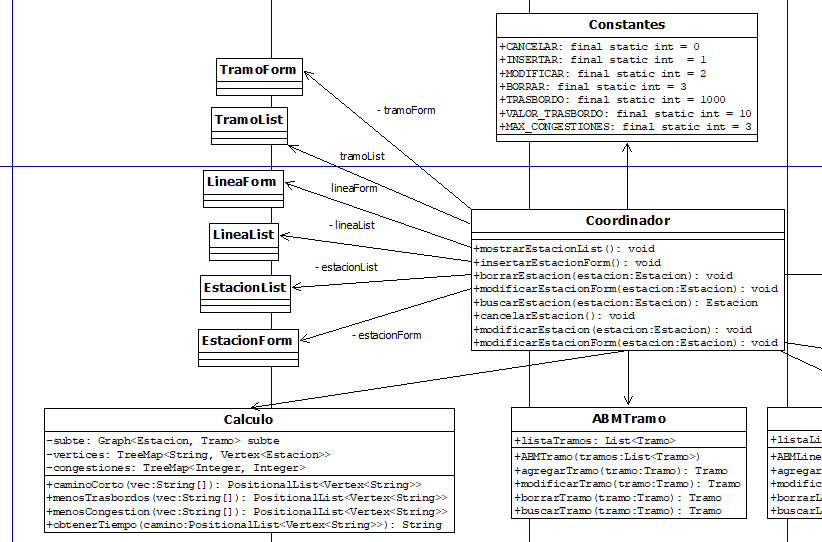 Constantes
+CANCELAR: final static int = 0
+INSERTAR: final static int  = 1
+MODIFICAR: final static int = 2
+BORRAR: final static int = 3
+TRASBORDO: final static int = 1000
+VALOR_TRASBORDO: final static int = 10
+MAX_CONGESTIONES: final static int = 3
TramoForm
- tramoForm
TramoList
tramoList
LineaForm
lineaForm
LineaList
- lineaList
EstacionList
- estacionList
EstacionForm
- estacionForm
Coordinador
+mostrarEstacionList(): void
+insertarEstacionForm(): void
+borrarEstacion(estacion:Estacion): void
+modificarEstacionForm(estacion:Estacion): void
+buscarEstacion(estacion:Estacion): Estacion
+cancelarEstacion(): void
+modificarEstacion(estacion:Estacion): void
+modificarEstacionForm(estacion:Estacion): void
Calculo
-subte: Graph<Estacion, Tramo> subte
-vertices: TreeMap<String, Vertex<Estacion>>
-congestiones: TreeMap<Integer, Integer>
+caminoCorto(vec:String[]): PositionalList<Vertex<String>>
+menosTrasbordos(vec:String[]): PositionalList<Vertex<String>>
+menosCongestion(vec:String[]): PositionalList<Vertex<String>>
+obtenerTiempo(camino:PositionalList<Vertex<String>>): String
ABMTramo
+listaTramos: List<Tramo>
+ABMTramo(tramos:List<Tramo>)
+agregarTramo(tramo:Tramo): Tramo
+modificarTramo(tramo:Tramo): Tramo
+borrarTramo(tramo:Tramo): Tramo
+buscarTramo(tramo:Tramo): Tramo
+listaLi
+ABMLine
+agregar
+modific
+borrarL
+buscarL